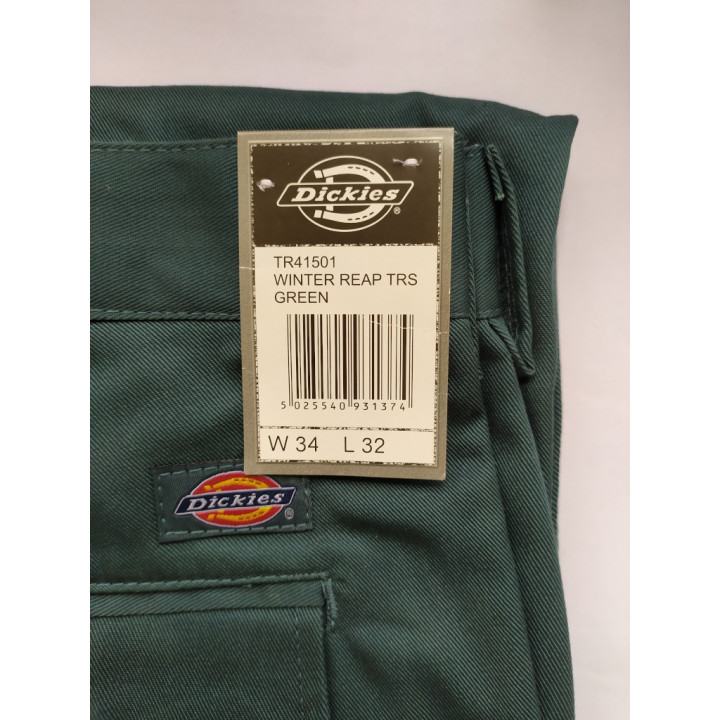 Dickies®
TR41501
WINTER REAP TRS
GREEN
5 025540 931374
W 34 L 32
Dickies®